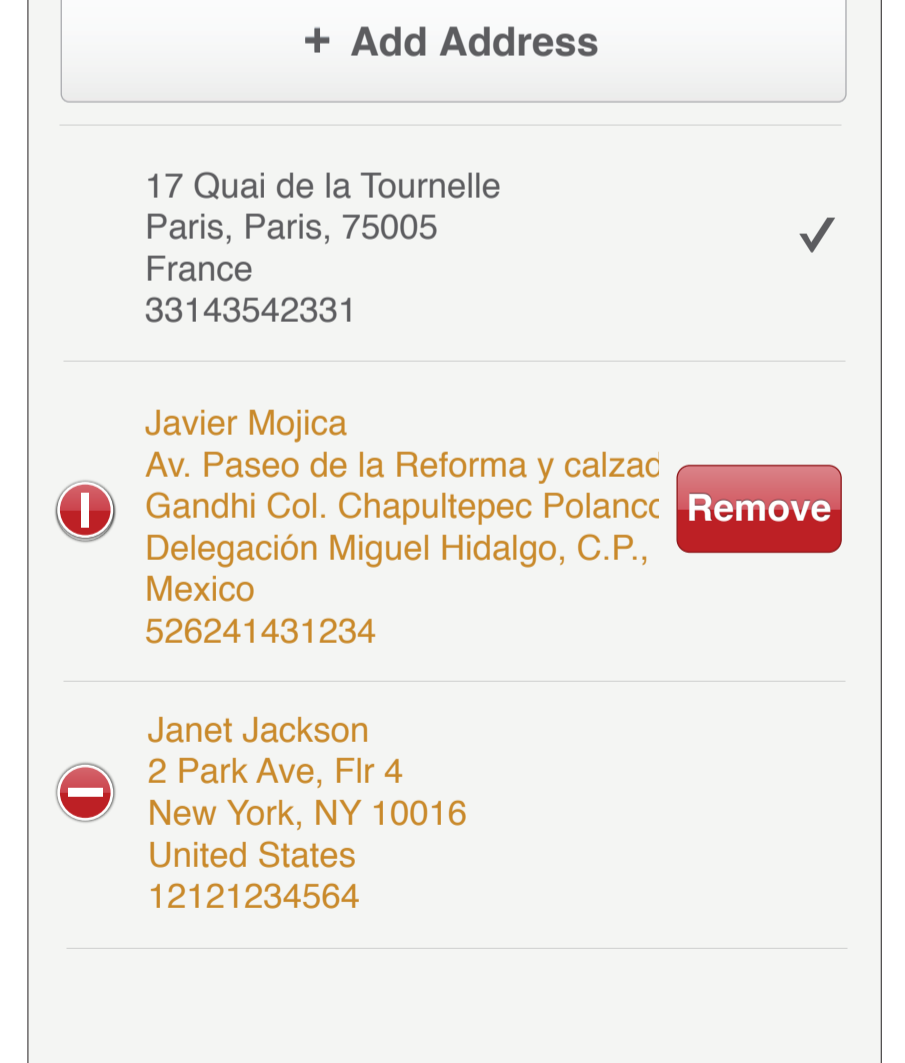 + Add Address
17 Quai de la Tournelle
Paris, Paris, 75005
France
33143542331
Javier Mojica
Av. Paseo de la Reforma y calzad
Gandhi Col. Chapultepec Polanco
Delegación Miguel Hidalgo, C.P.,
Mexico
526241431234
Remove
Janet Jackson
2 Park Ave, Flr 4
New York, NY 10016
United States
12121234564